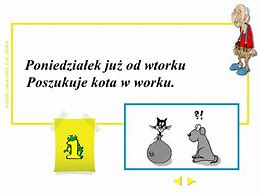 Poniedziałek już od wtorku
Poszukuje kota w worku.
?!